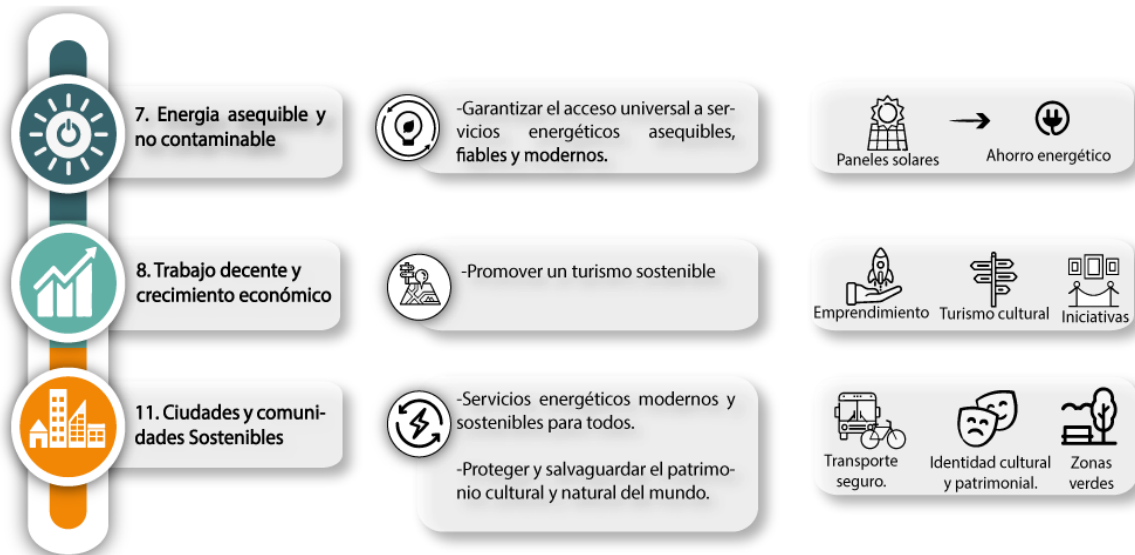 7. Energia asequible y
no contaminable
-Garantizar el acceso universal a ser-
vicios energéticos asequibles,
fiables y modernos.
Paneles solares
Ahorro energético
8. Trabajo decente y
crecimiento económico
-Promover un turismo sostenible
Emprendimiento
Turismo cultural
Iniciativas
11. Ciudades y comuni-
dades Sostenibles
-Servicios energéticos modernos y
sostenibles para todos.
-Proteger y salvaguardar el patrimo-
nio cultural y natural del mundo.
Transporte
seguro.
Identidad cultural
y patrimonial.
Zonas
verdes